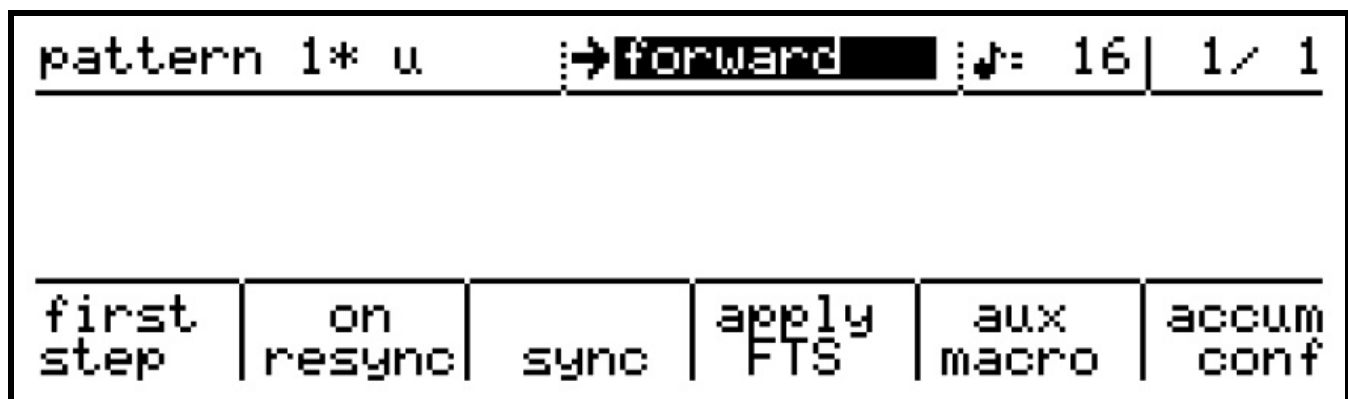 pattern 1* u →forward ♪= 16 1/ 1
first step on resync sync apply FTS aux macro accum conf